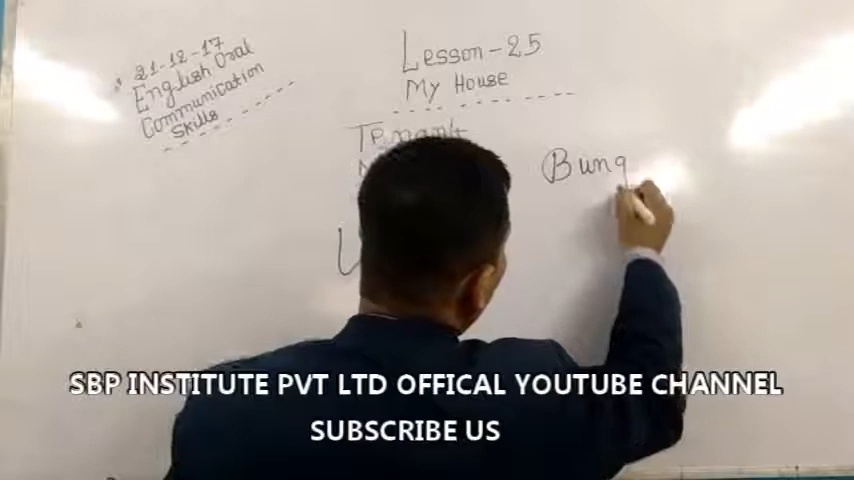 21-12-17
English Oral
Communication
Skills
Lesson - 25
My House
Tenant
Bung
SBP INSTITUTE PVT LTD OFFICAL YOUTUBE CHANNEL
SUBSCRIBE US